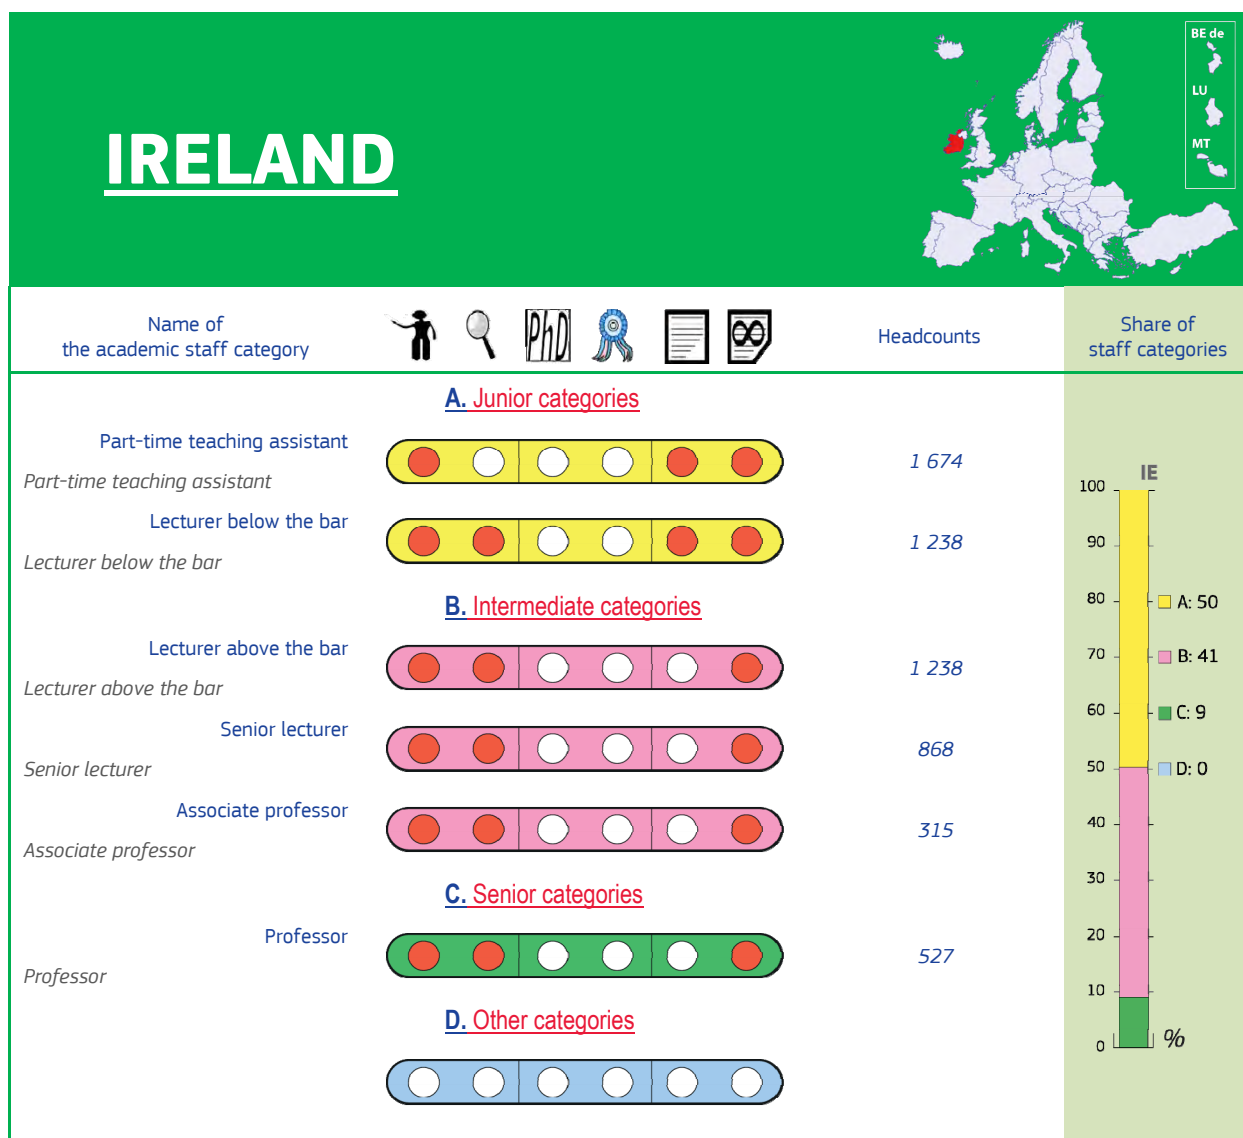 BE de
LU
MT
IRELAND
Name of
the academic staff category
PhD
Headcounts
Share of
staff categories
A. Junior categories
Part-time teaching assistant
Part-time teaching assistant
1 674
Lecturer below the bar
Lecturer below the bar
1 238
B. Intermediate categories
Lecturer above the bar
Lecturer above the bar
1 238
Senior lecturer
Senior lecturer
868
Associate professor
Associate professor
315
C. Senior categories
Professor
Professor
527
D. Other categories
IE
100
90
80
70
60
50
40
30
20
10
0
%
A: 50
B: 41
C: 9
D: 0